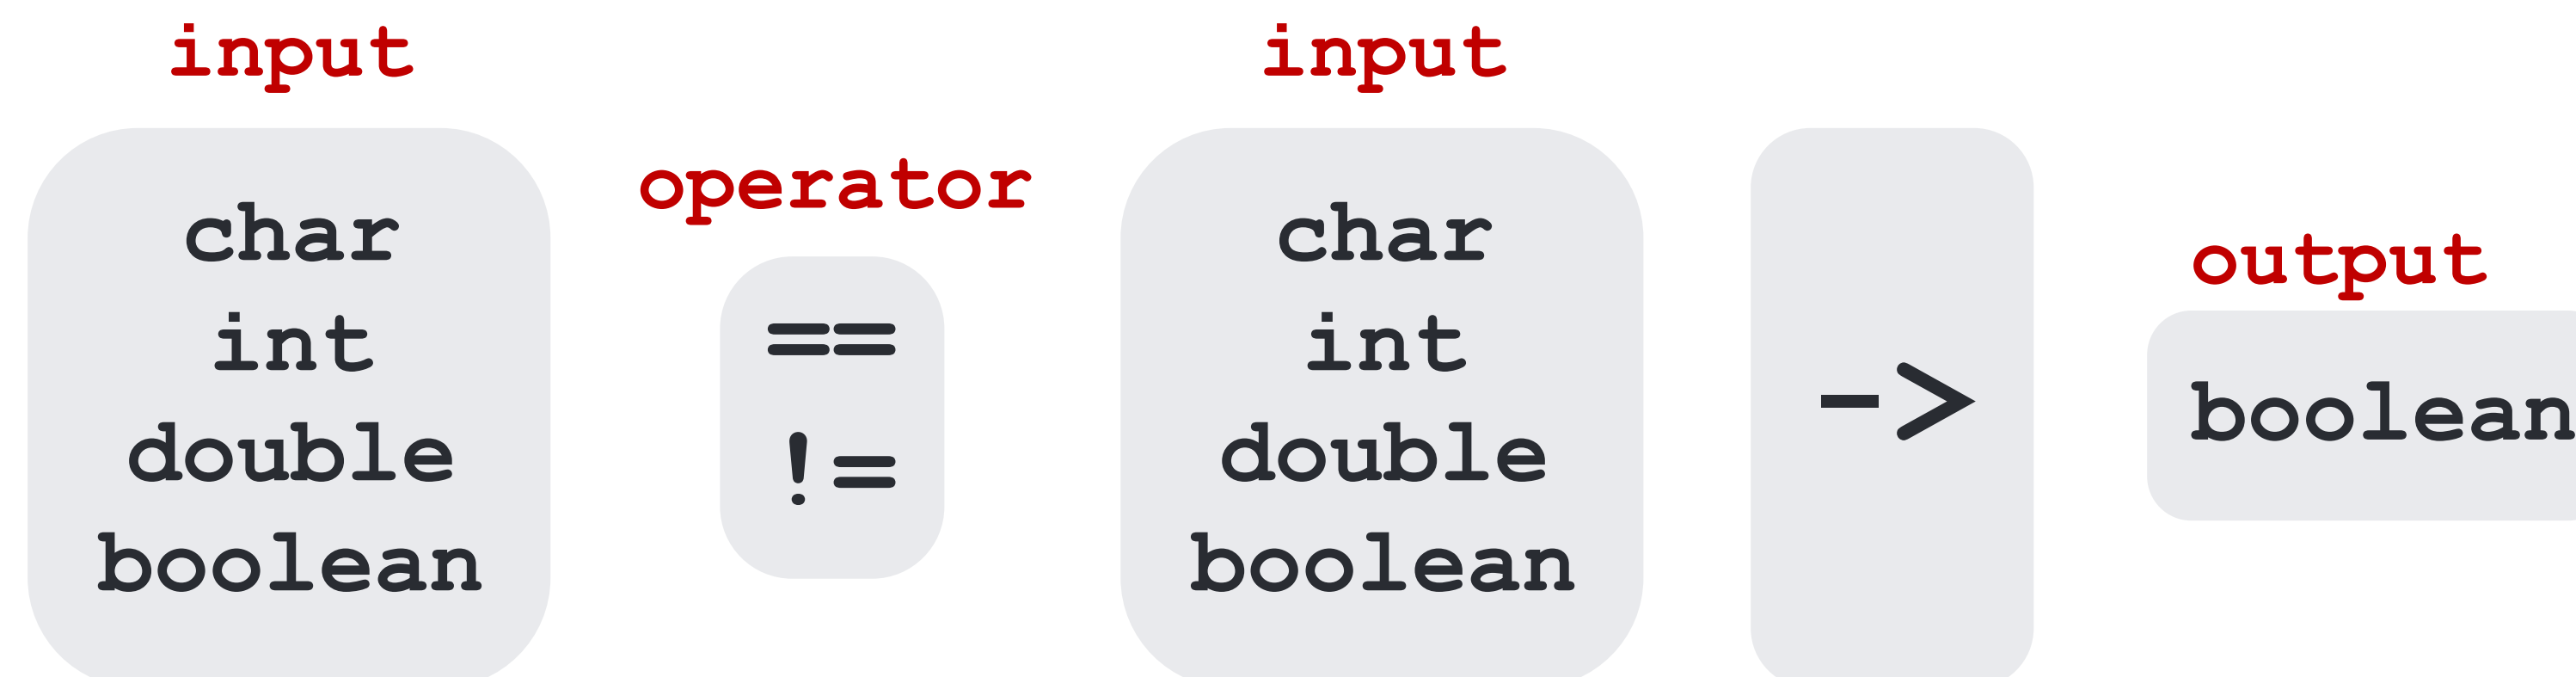 input
char
int
double
boolean
operator
==
!=
input
char
int
double
boolean
->
output
boolean